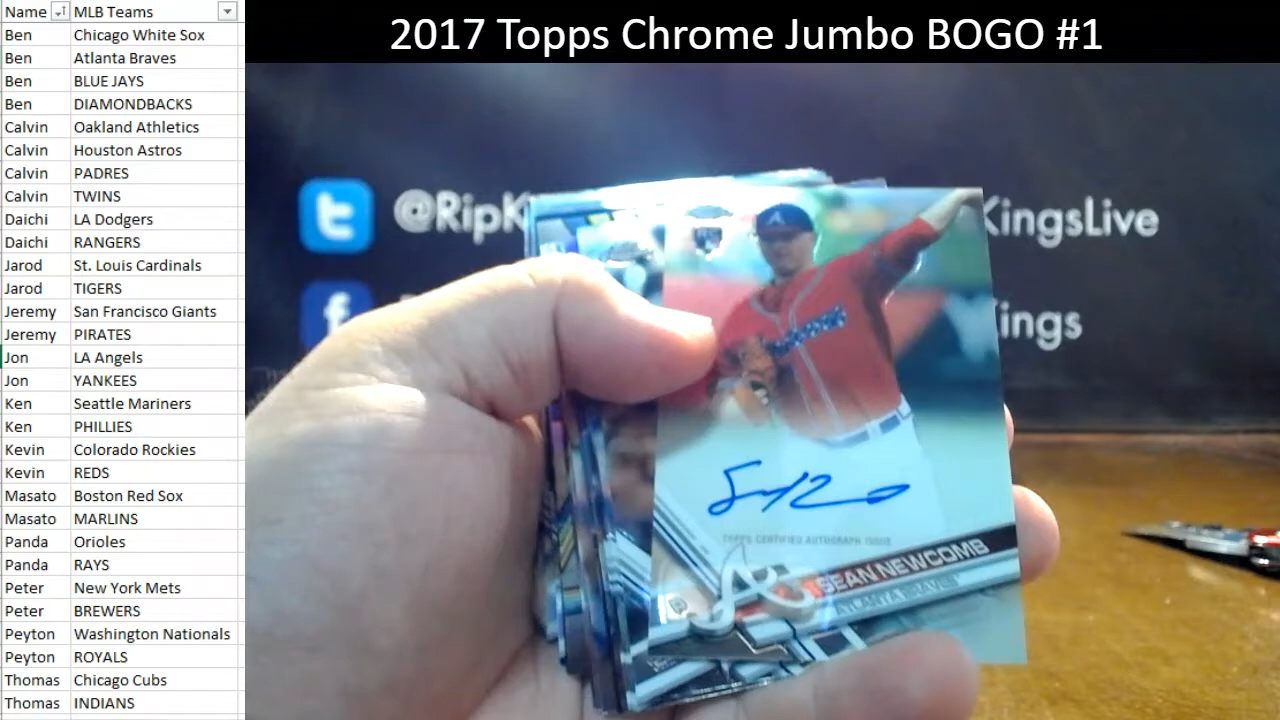 Name MLB Teams
Ben Chicago White Sox
Ben Atlanta Braves
Ben BLUE JAYS
Ben DIAMONDBACKS
Calvin Oakland Athletics
Calvin Houston Astros
Calvin PADRES
Calvin TWINS
Daichi LA Dodgers
Daichi RANGERS
Jarod St. Louis Cardinals
Jarod TIGERS
Jeremy San Francisco Giants
Jeremy PIRATES
Jon LA Angels
Jon YANKEES
Ken Seattle Mariners
Ken PHILLIES
Kevin Colorado Rockies
Kevin REDS
Masato Boston Red Sox
Masato MARLINS
Panda Orioles
Panda RAYS
Peter New York Mets
Peter BREWERS
Peyton Washington Nationals
Peyton ROYALS
Thomas Chicago Cubs
Thomas INDIANS
2017 Topps Chrome Jumbo BOGO #1
@RipK
KingsLive
ings
A
TOPPS CERTIFIED AUTOGRAPH ISSUE
SEAN NEWCOMB
ATLANTA BRAVES
A